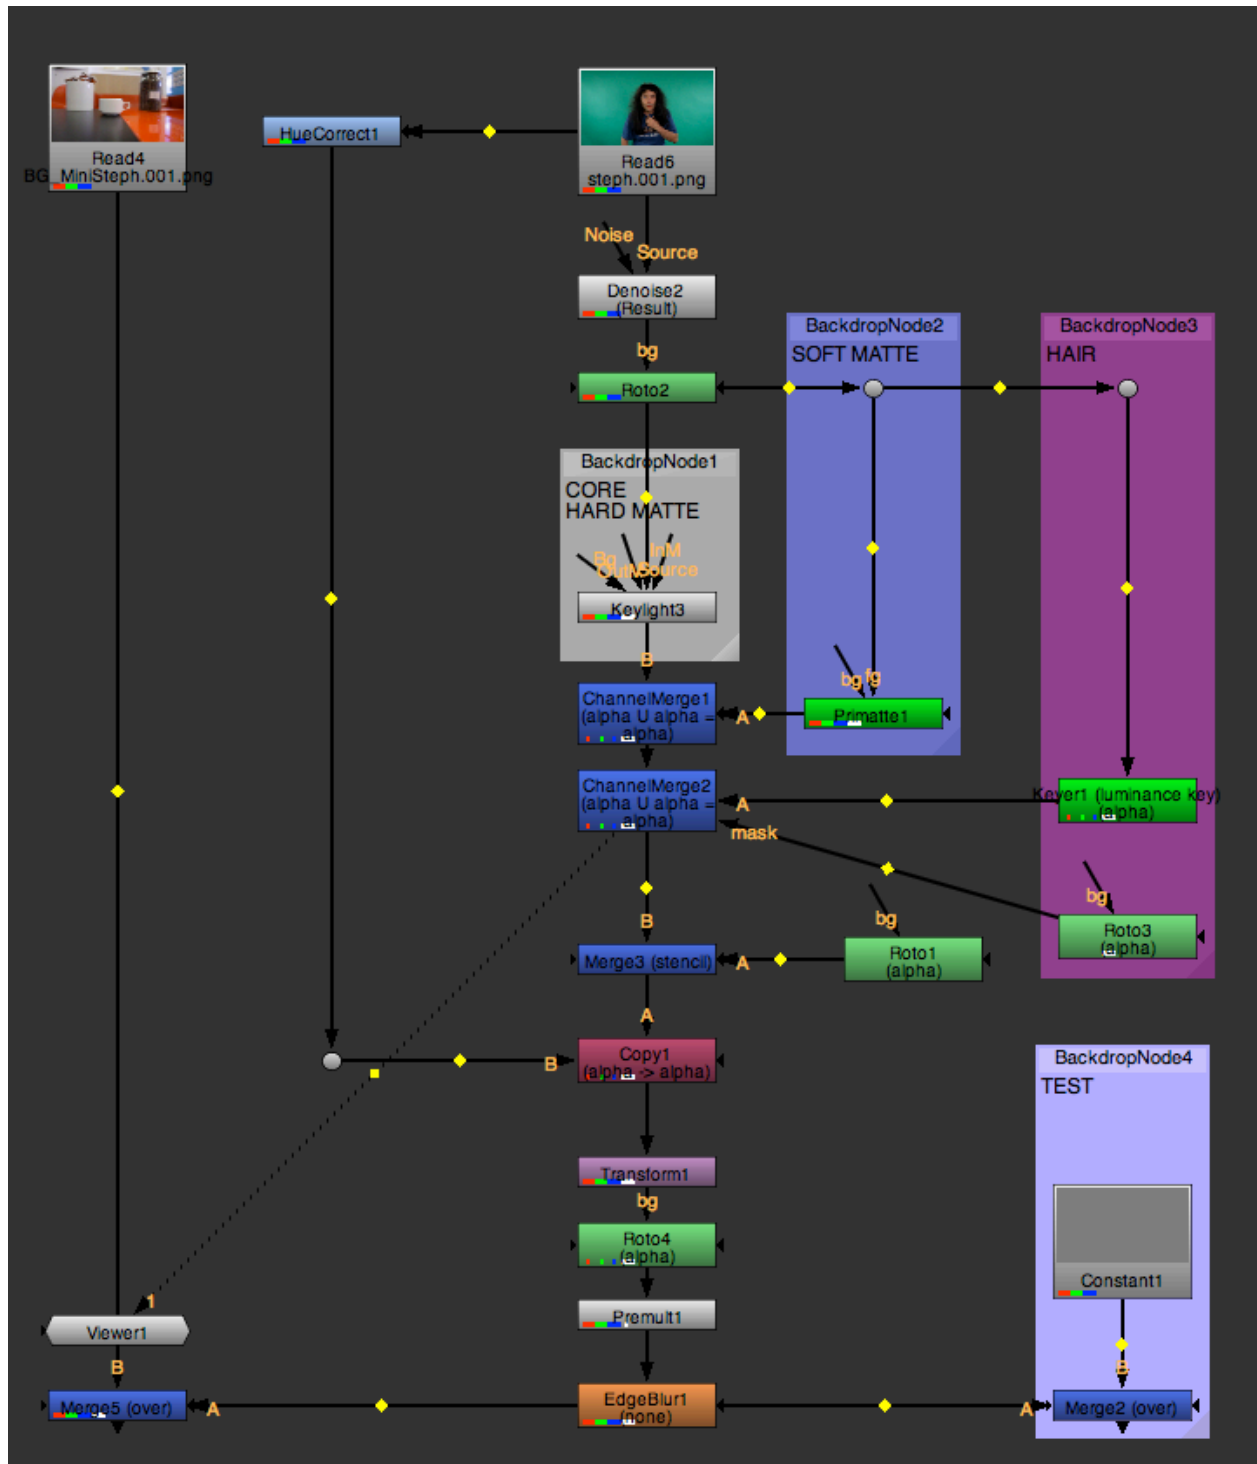 Read4
BG_MiniSteph.001.png
HueCorrect1
Read6
steph.001.png
Noise
Source
Denoise2
(Result)
bg
Roto2
BackdropNode2
SOFT MATTE
BackdropNode3
HAIR
BackdropNode1
CORE
HARD MATTE
InM
Bg
OutM
Source
Keylight3
B
bg
fg
ChannelMerge1
(alpha U alpha =
alpha)
A
Primatte1
ChannelMerge2
(alpha U alpha =
alpha)
A
Keyer1 (luminance key)
(alpha)
mask
bg
bg
B
Roto3
(alpha)
Merge3 (stencil)
A
Roto1
(alpha)
A
Copy1
(alpha -> alpha)
B
BackdropNode4
TEST
Transform1
bg
Roto4
(alpha)
Constant1
1
Premult1
Viewer1
B
B
Merge5 (over)
A
EdgeBlur1
(none)
A
Merge2 (over)